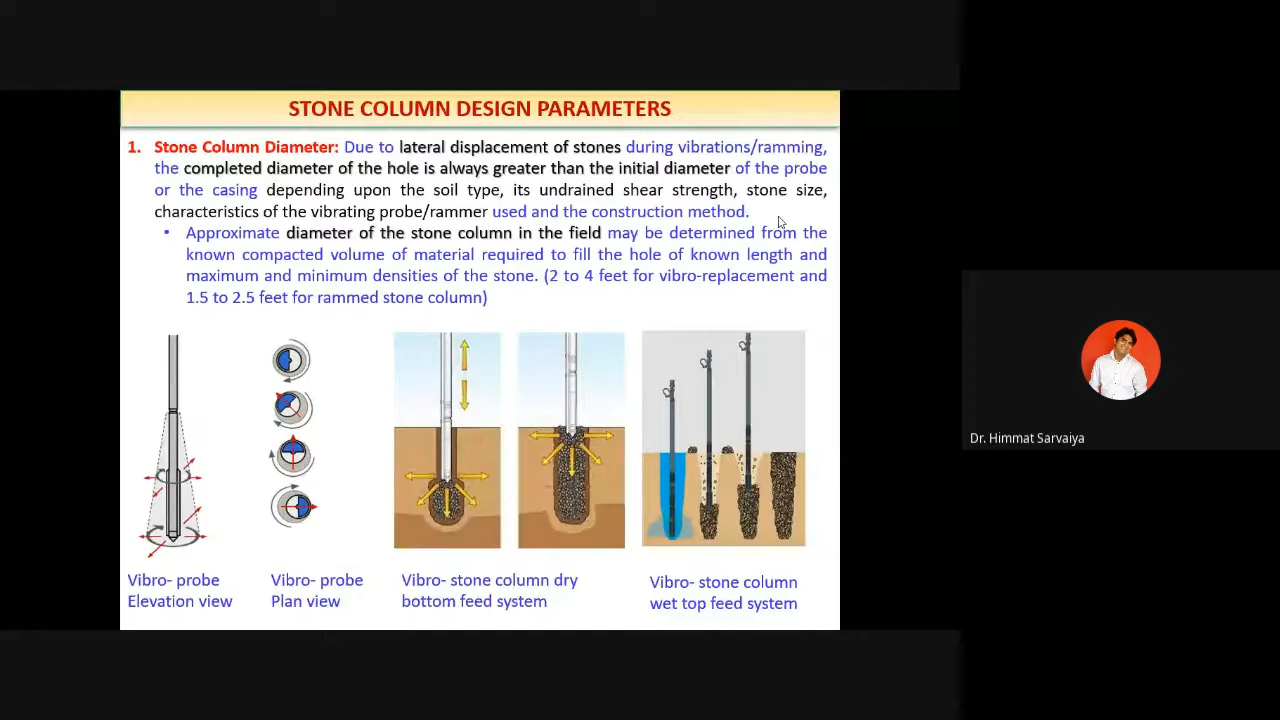 STONE COLUMN DESIGN PARAMETERS
1. Stone Column Diameter: Due to lateral displacement of stones during vibrations/ramming,
the completed diameter of the hole is always greater than the initial diameter of the probe
or the casing depending upon the soil type, its undrained shear strength, stone size,
characteristics of the vibrating probe/rammer used and the construction method.
• Approximate diameter of the stone column in the field may be determined from the
known compacted volume of material required to fill the hole of known length and
maximum and minimum densities of the stone. (2 to 4 feet for vibro-replacement and
1.5 to 2.5 feet for rammed stone column)
Vibro- probe
Elevation view
Vibro- probe
Plan view
Vibro- stone column dry
bottom feed system
Vibro- stone column
wet top feed system
Dr. Himmat Sarvaiya